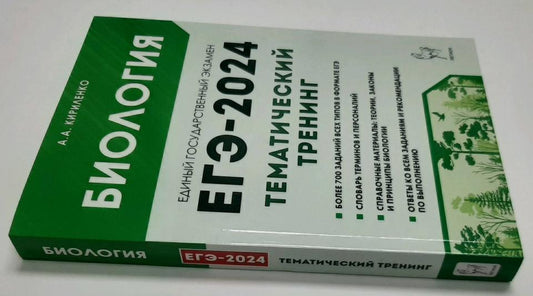 А. А. КИРИЛЕНКО
БИОЛОГИЯ
ЕДИНЫЙ ГОСУДАРСТВЕННЫЙ ЭКЗАМЕН
ЕГЭ-2024
ТЕМАТИЧЕСКИЙ
ТРЕНИНГ
БОЛЕЕ 700 ЗАДАНИЙ ВСЕХ ТИПОВ В ФОРМАТЕ ЕГЭ
СЛОВАРЬ ТЕРМИНОВ И ПЕРСОНАЛИЙ
СПРАВОЧНЫЕ МАТЕРИАЛЫ: ТЕОРИИ, ЗАКОНЫ
И ПРИНЦИПЫ БИОЛОГИИ
ОТВЕТЫ КО ВСЕМ ЗАДАНИЯМ И РЕКОМЕНДАЦИИ
ПО ВЫПОЛНЕНИЮ
БИОЛОГИЯ
ЕГЭ-2024
ТЕМАТИЧЕСКИЙ ТРЕНИНГ